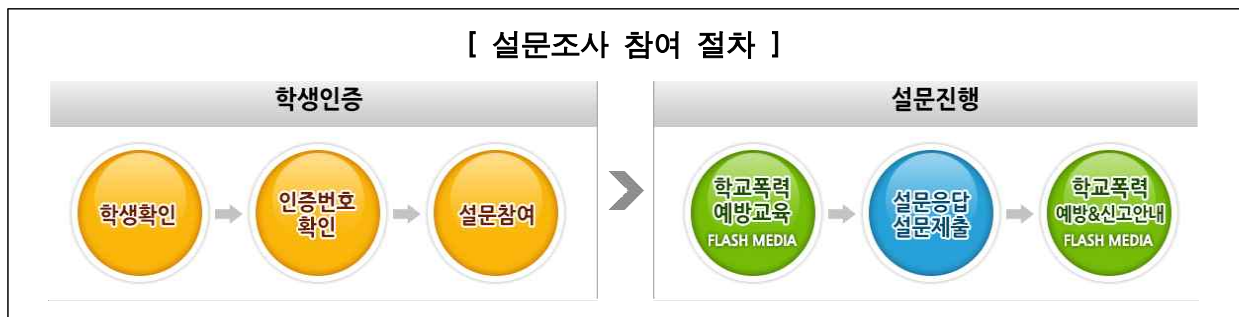 [ 설문조사 참여 절차 ]
학생인증
학생확인
인증번호
확인
설문참여
설문진행
학교폭력
예방교육
FLASH MEDIA
설문응답
설문제출
학교폭력
예방&신고안내
FLASH MEDIA